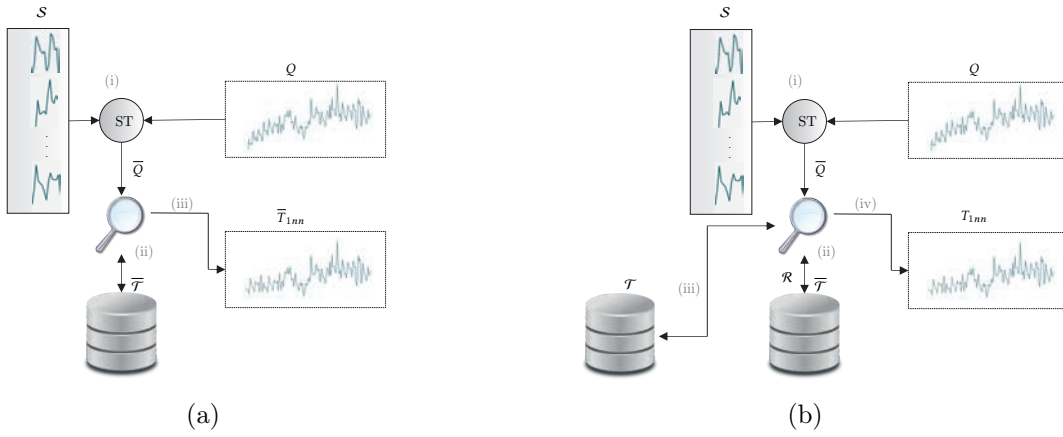 𝒮
(i)
Q
ST
Q̅
(iii)
T̅₁ₙₙ
(ii)
𝒯̅
(a)
𝒮
(i)
Q
ST
Q̅
(iv)
T₁ₙₙ
(ii)
𝒯
(iii)
ℛ
𝒯̅
(b)